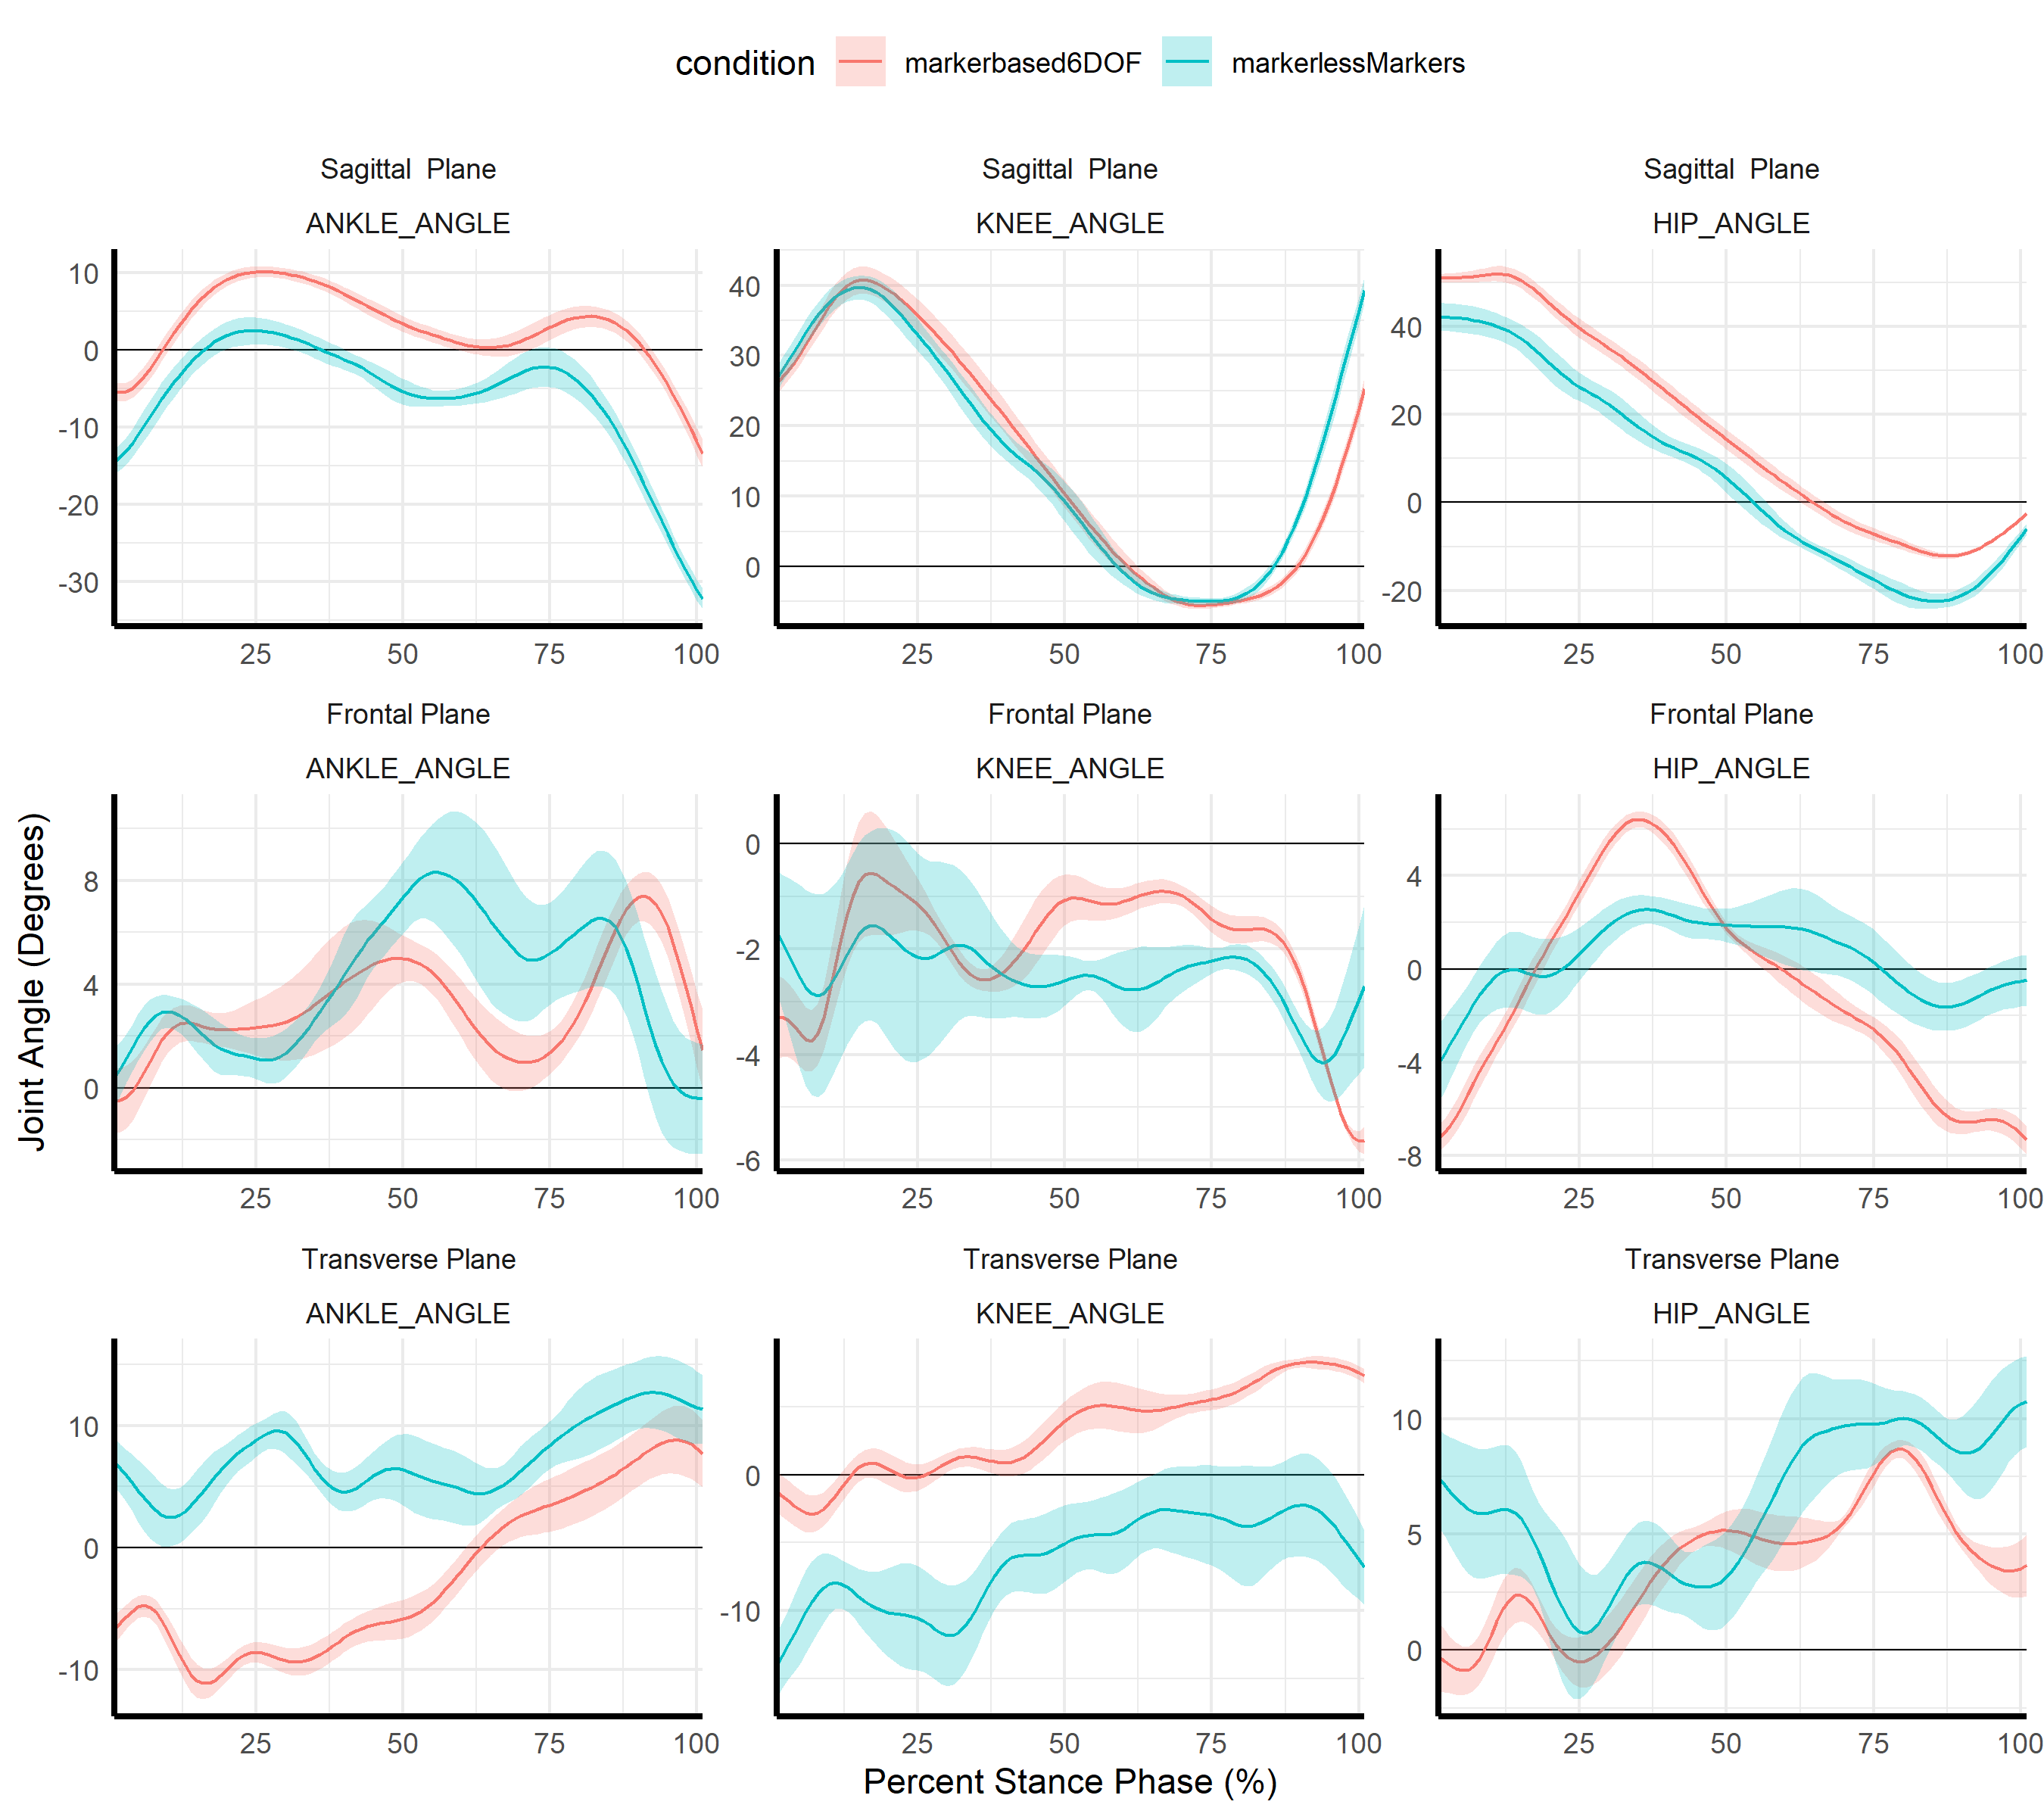 condition markerbased6DOF markerlessMarkers
Sagittal  Plane Sagittal  Plane Sagittal  Plane
ANKLE_ANGLE KNEE_ANGLE HIP_ANGLE
10
0
-10
-20
-30
40
30
20
10
0
40
20
0
-20
25 50 75 100 25 50 75 100 25 50 75 100
Frontal Plane Frontal Plane Frontal Plane
ANKLE_ANGLE KNEE_ANGLE HIP_ANGLE
Joint Angle (Degrees)
8
4
0
0
-2
-4
-6
4
0
-4
-8
25 50 75 100 25 50 75 100 25 50 75 100
Transverse Plane Transverse Plane Transverse Plane
ANKLE_ANGLE KNEE_ANGLE HIP_ANGLE
10
0
-10
0
-10
10
5
0
25 50 75 100 25 50 75 100 25 50 75 100
Percent Stance Phase (%)